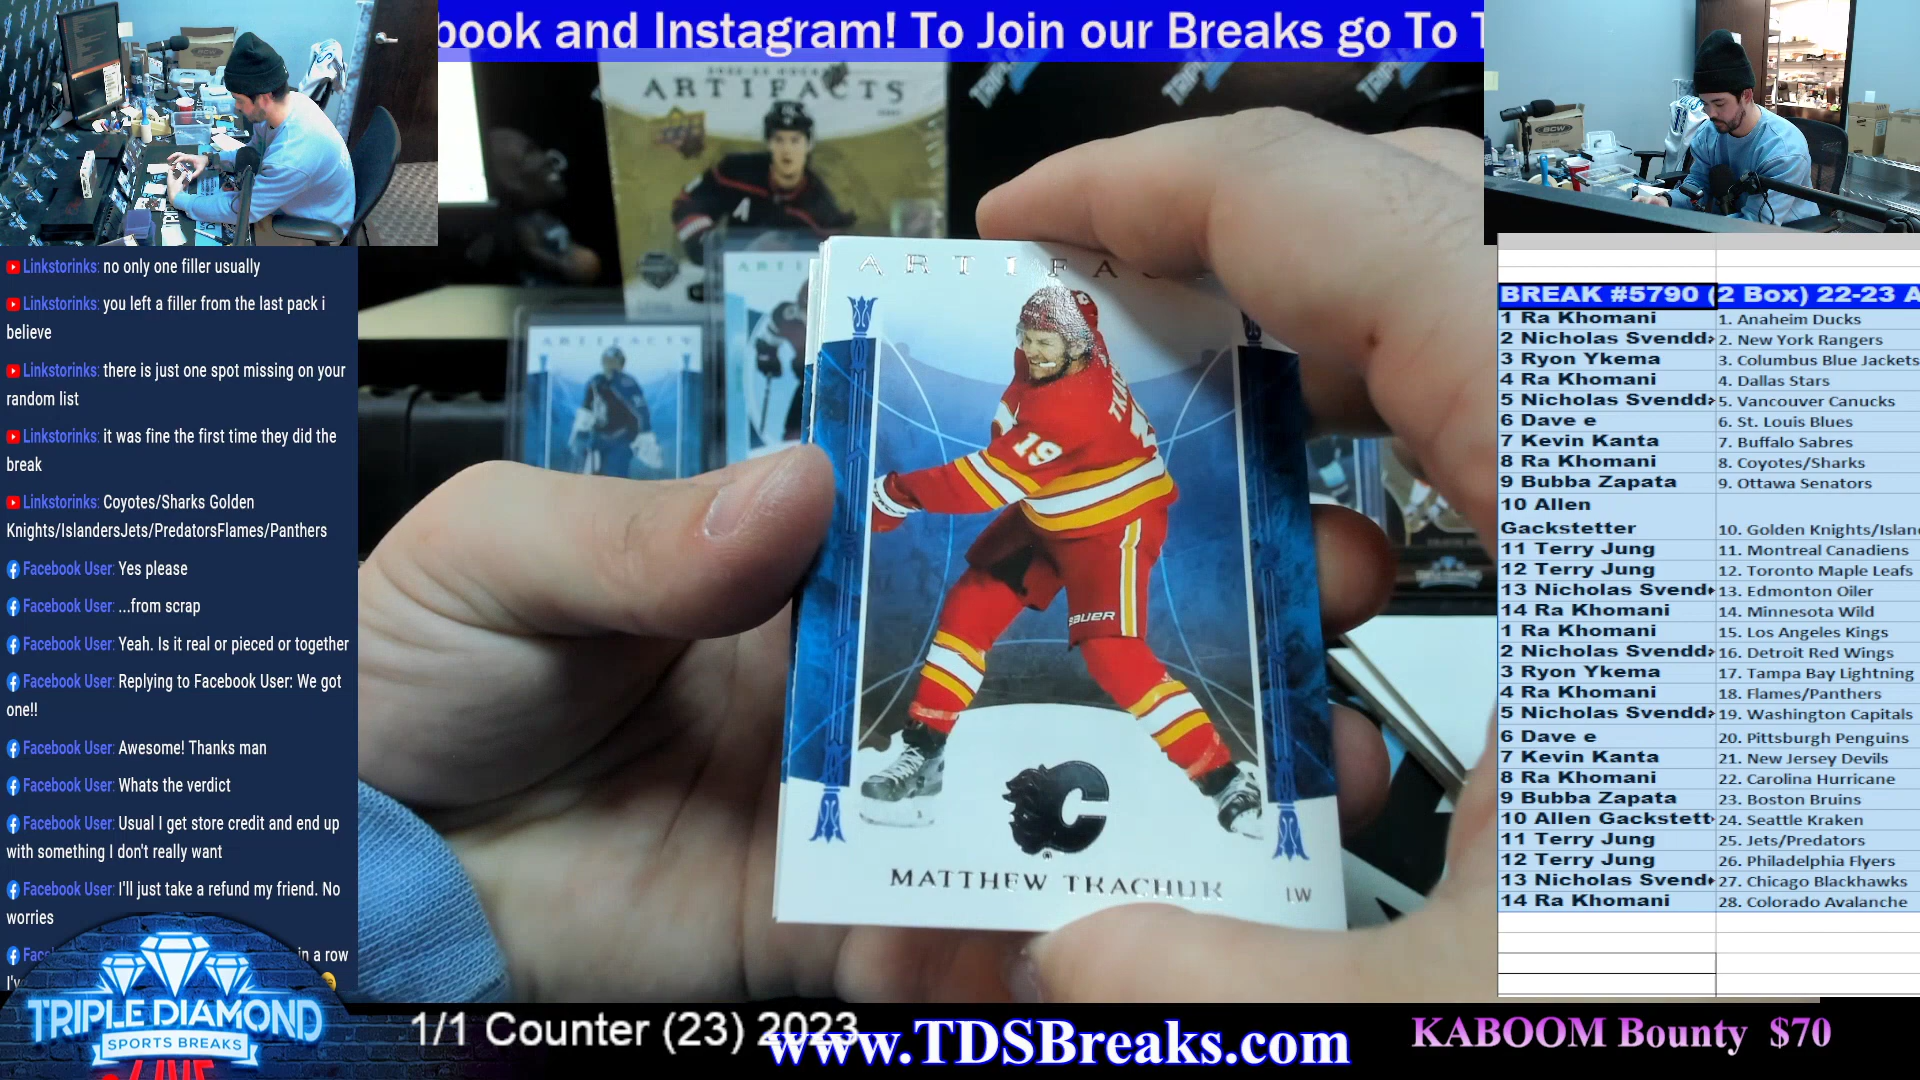 book and Instagram! To Join our Breaks go To T
ARTIFACTS
A
ARTIFACTS
ARTIFAC
TKACHUK
19
BAUER
C
MATTHEW TKACHUK
LW
BCW
Linkstorinks: no only one filler usually
Linkstorinks: you left a filler from the last pack i
believe
Linkstorinks: there is just one spot missing on your
random list
Linkstorinks: it was fine the first time they did the
break
Linkstorinks: Coyotes/Sharks Golden
Knights/IslandersJets/PredatorsFlames/Panthers
Facebook User: Yes please
Facebook User: ...from scrap
Facebook User: Yeah. Is it real or pieced or together
Facebook User: Replying to Facebook User: We got
one!!
Facebook User: Awesome! Thanks man
Facebook User: Whats the verdict
Facebook User: Usual I get store credit and end up
with something I don't really want
Facebook User: I'll just take a refund my friend. No
worries
in a row
I'v
TRIPLE DIAMOND
SPORTS BREAKS
LIVE
BREAK #5790 (2 Box) 22-23 A
1 Ra Khomani 1. Anaheim Ducks
2 Nicholas Svendd 2. New York Rangers
3 Ryon Ykema 3. Columbus Blue Jackets
4 Ra Khomani 4. Dallas Stars
5 Nicholas Svendd 5. Vancouver Canucks
6 Dave e 6. St. Louis Blues
7 Kevin Kanta 7. Buffalo Sabres
8 Ra Khomani 8. Coyotes/Sharks
9 Bubba Zapata 9. Ottawa Senators
10 Allen
Gackstetter 10. Golden Knights/Island
11 Terry Jung 11. Montreal Canadiens
12 Terry Jung 12. Toronto Maple Leafs
13 Nicholas Svend 13. Edmonton Oiler
14 Ra Khomani 14. Minnesota Wild
1 Ra Khomani 15. Los Angeles Kings
2 Nicholas Svendd 16. Detroit Red Wings
3 Ryon Ykema 17. Tampa Bay Lightning
4 Ra Khomani 18. Flames/Panthers
5 Nicholas Svendd 19. Washington Capitals
6 Dave e 20. Pittsburgh Penguins
7 Kevin Kanta 21. New Jersey Devils
8 Ra Khomani 22. Carolina Hurricane
9 Bubba Zapata 23. Boston Bruins
10 Allen Gackstett 24. Seattle Kraken
11 Terry Jung 25. Jets/Predators
12 Terry Jung 26. Philadelphia Flyers
13 Nicholas Svend 27. Chicago Blackhawks
14 Ra Khomani 28. Colorado Avalanche
1/1 Counter (23) 2023
www.TDSBreaks.com
KABOOM Bounty $70